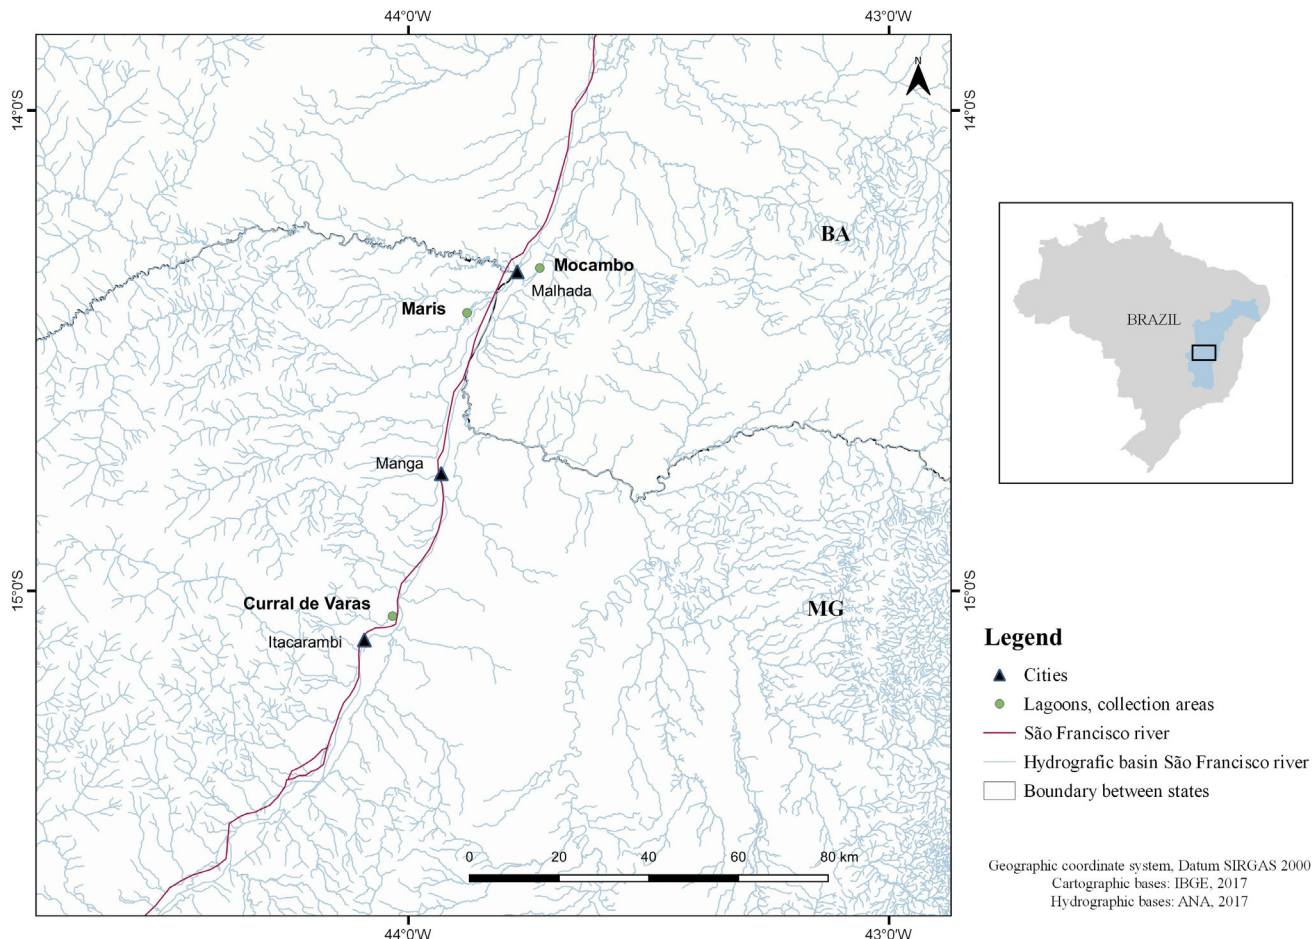 44°0'W
43°0'W
N
14°0'S
14°0'S
BA
Mocambo
Malhada
Maris
BRAZIL
Manga
15°0'S
15°0'S
Curral de Varas
MG
Itacarambi
Legend
Cities
Lagoons, collection areas
São Francisco river
Hydrografic basin São Francisco river
Boundary between states
0 20 40 60 80 km
Geographic coordinate system, Datum SIRGAS 2000
Cartographic bases: IBGE, 2017
Hydrographic bases: ANA, 2017
44°0'W
43°0'W